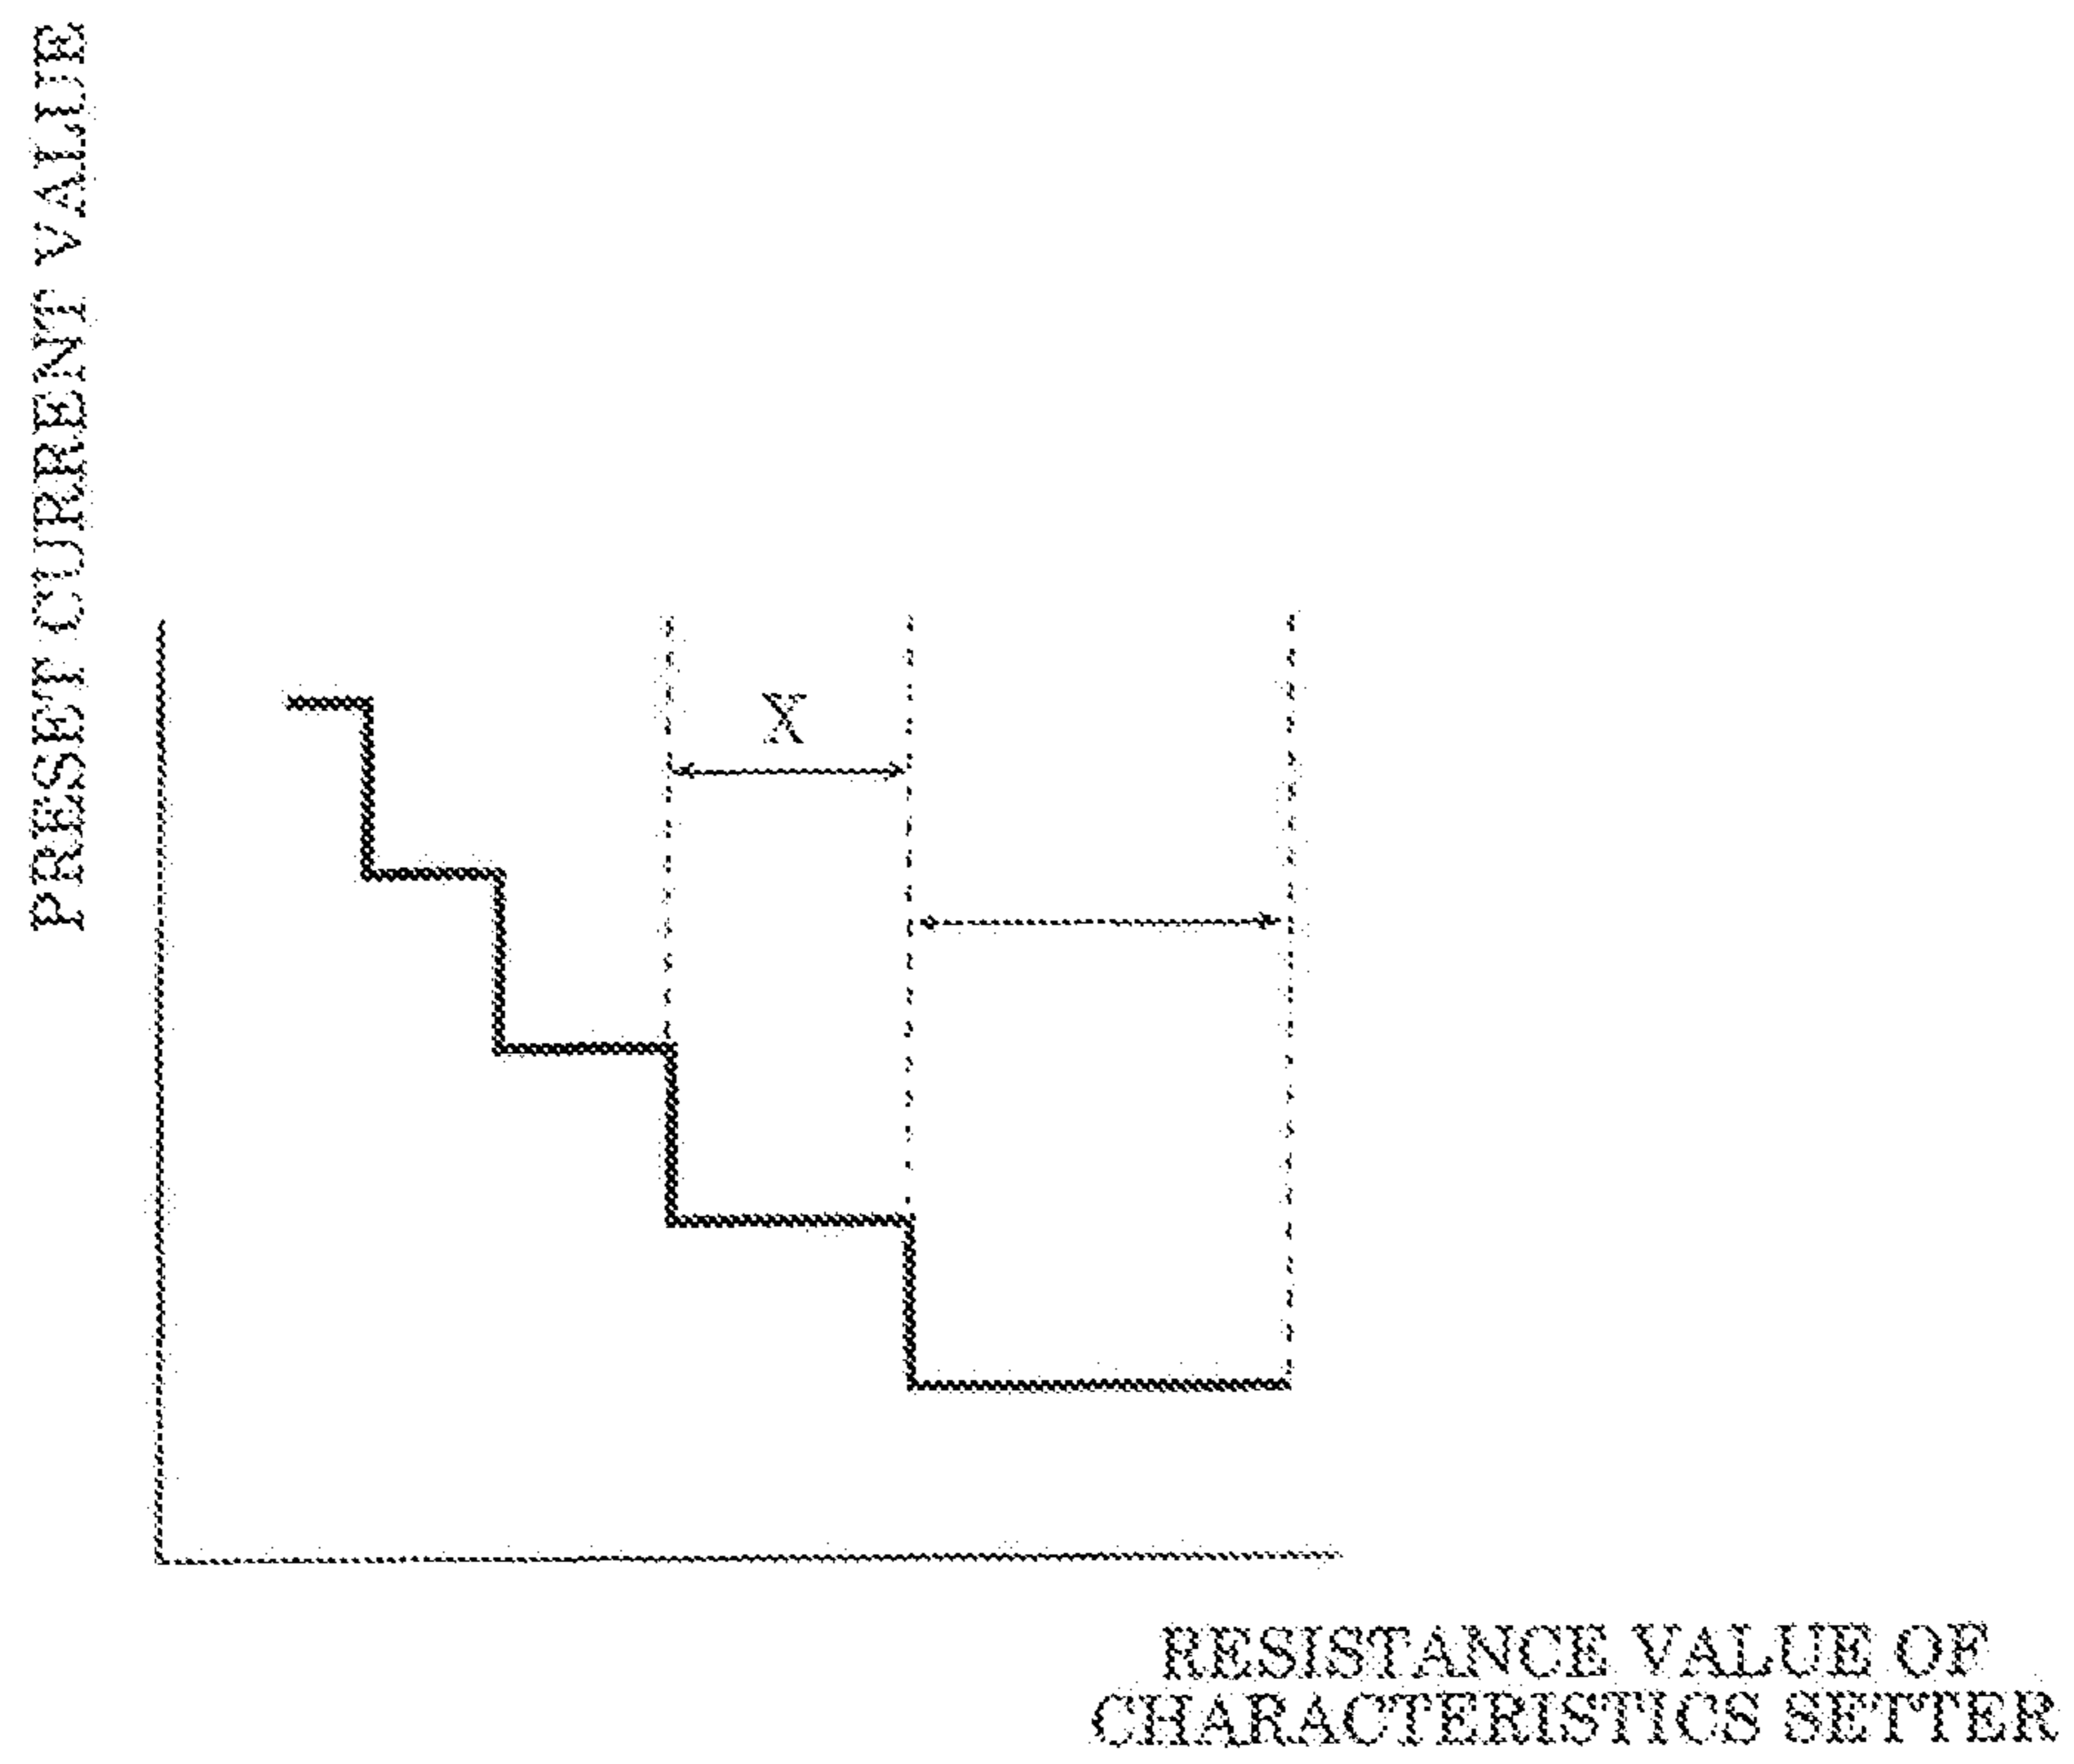 PRESET CURRENT VALUE
X
RESISTANCE VALUE OF
CHARACTERISTICS SETTER